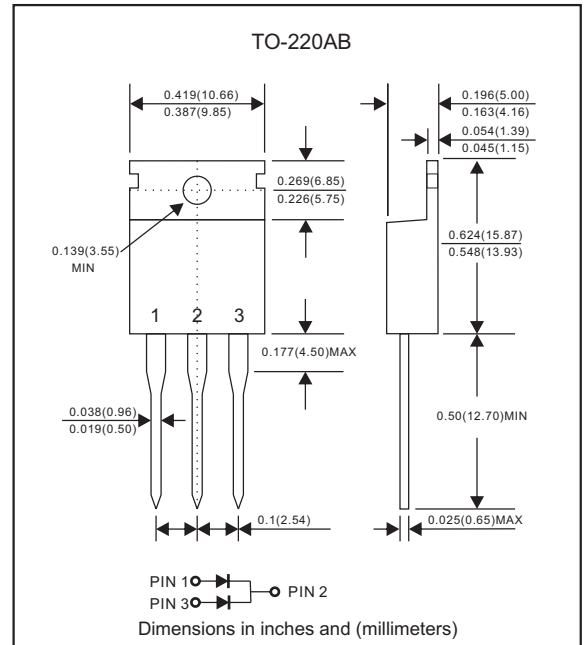 TO-220AB
0.419(10.66)
0.387(9.85)
0.196(5.00)
0.163(4.16)
0.054(1.39)
0.045(1.15)
0.269(6.85)
0.226(5.75)
0.624(15.87)
0.548(13.93)
0.139(3.55)
MIN
1 2 3
0.177(4.50)MAX
0.038(0.96)
0.019(0.50)
0.50(12.70)MIN
0.1(2.54)
0.025(0.65)MAX
PIN 1
PIN 2
PIN 3
Dimensions in inches and (millimeters)